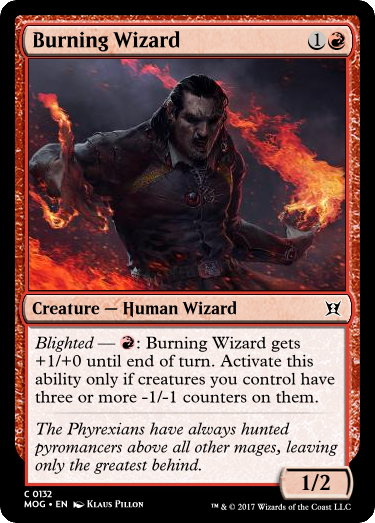 Burning Wizard 1
Creature — Human Wizard
Blighted — : Burning Wizard gets
+1/+0 until end of turn. Activate this
ability only if creatures you control have
three or more -1/-1 counters on them.
The Phyrexians have always hunted
pyromancers above all other mages, leaving
only the greatest behind.
1/2
C 0132
MOG • EN Klaus Pillon
™ & © 2017 Wizards of the Coast LLC